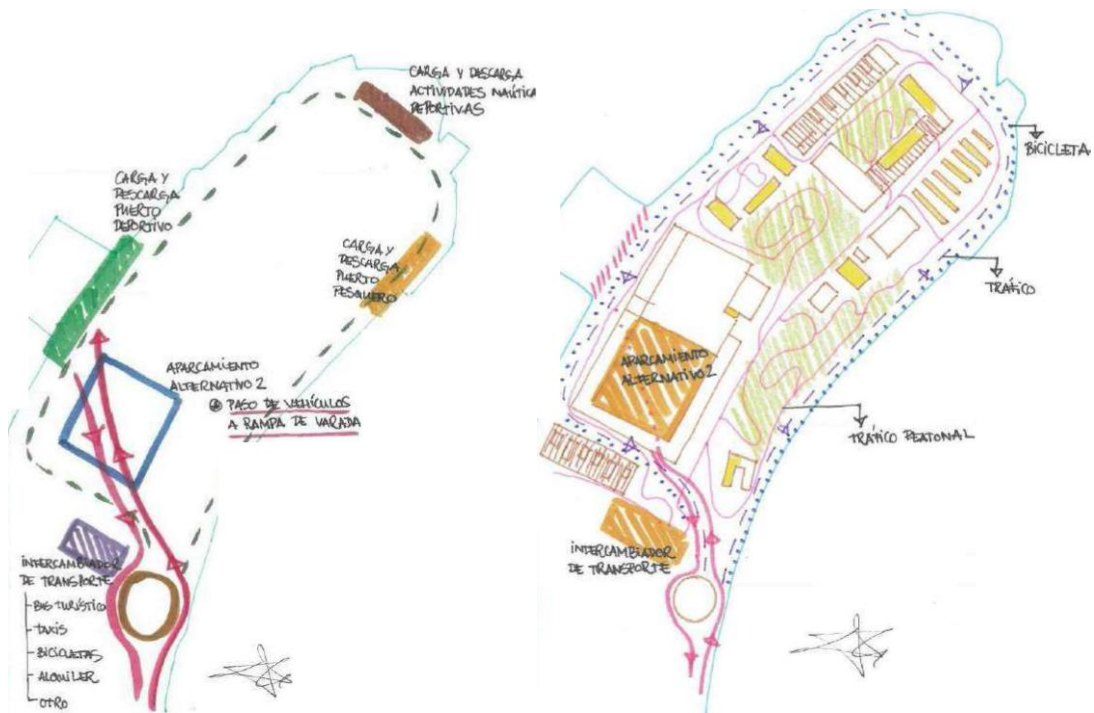 CARGA Y DESCARGA
ACTIVIDADES NAÚTICA
DEPORTIVAS
CARGA Y
DESCARGA
PUERTO
DEPORTIVO
CARGA Y
DESCARGA
PUERTO
PESQUERO
APARCAMIENTO
ALTERNATIVO 2
PASO DE VEHÍCULOS
A RAMPA DE VARADA
INTERCAMBIADOR
DE TRANSPORTE
- BUS TURÍSTICO
- TAXIS
- BICICLETAS
- ALQUILER
- OTRO
BICICLETA
TRÁFICO
APARCAMIENTO
ALTERNATIVO 2
TRÁFICO PEATONAL
INTERCAMBIADOR
DE TRANSPORTE